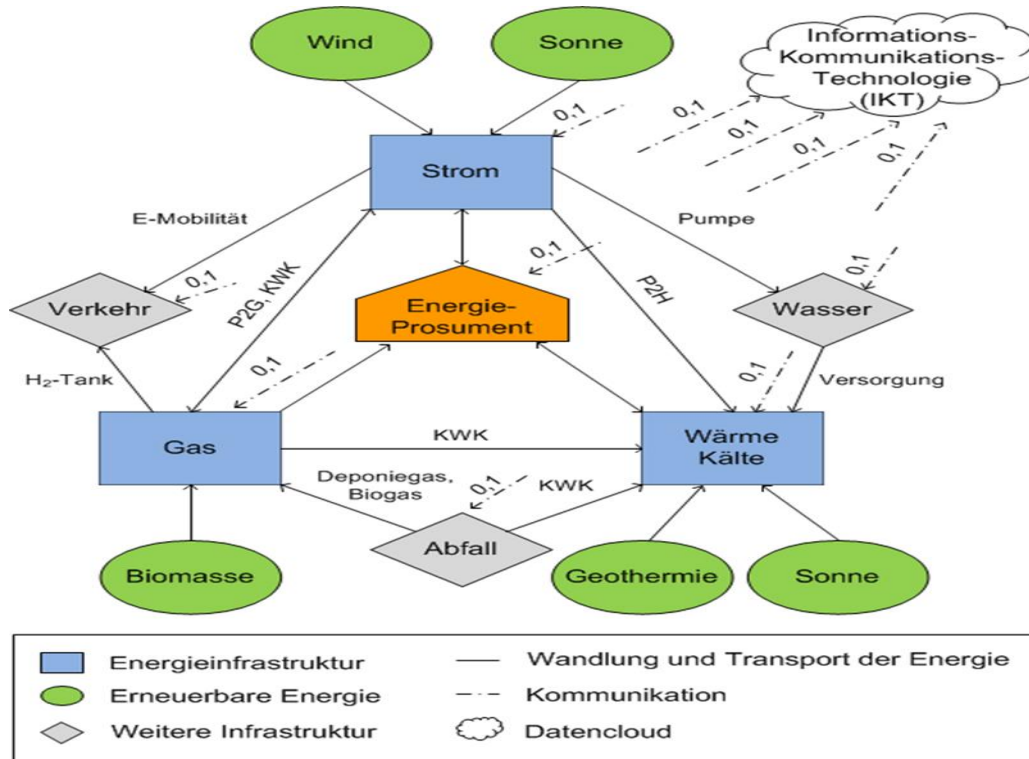 Wind
Sonne
Informations-
Kommunikations-
Technologie
(IKT)
0,1
0,1
0,1
0,1
0,1
Strom
E-Mobilität
Pumpe
0,1
0,1
0,1
P2G, KWK
P2H
Verkehr
Energie-
Prosument
Wasser
H₂-Tank
0,1
0,1
Versorgung
Gas
KWK
Wärme
Kälte
Deponiegas,
Biogas
0,1
KWK
Abfall
Biomasse
Geothermie
Sonne
Energieinfrastruktur
Wandlung und Transport der Energie
Erneuerbare Energie
Kommunikation
Weitere Infrastruktur
Datencloud